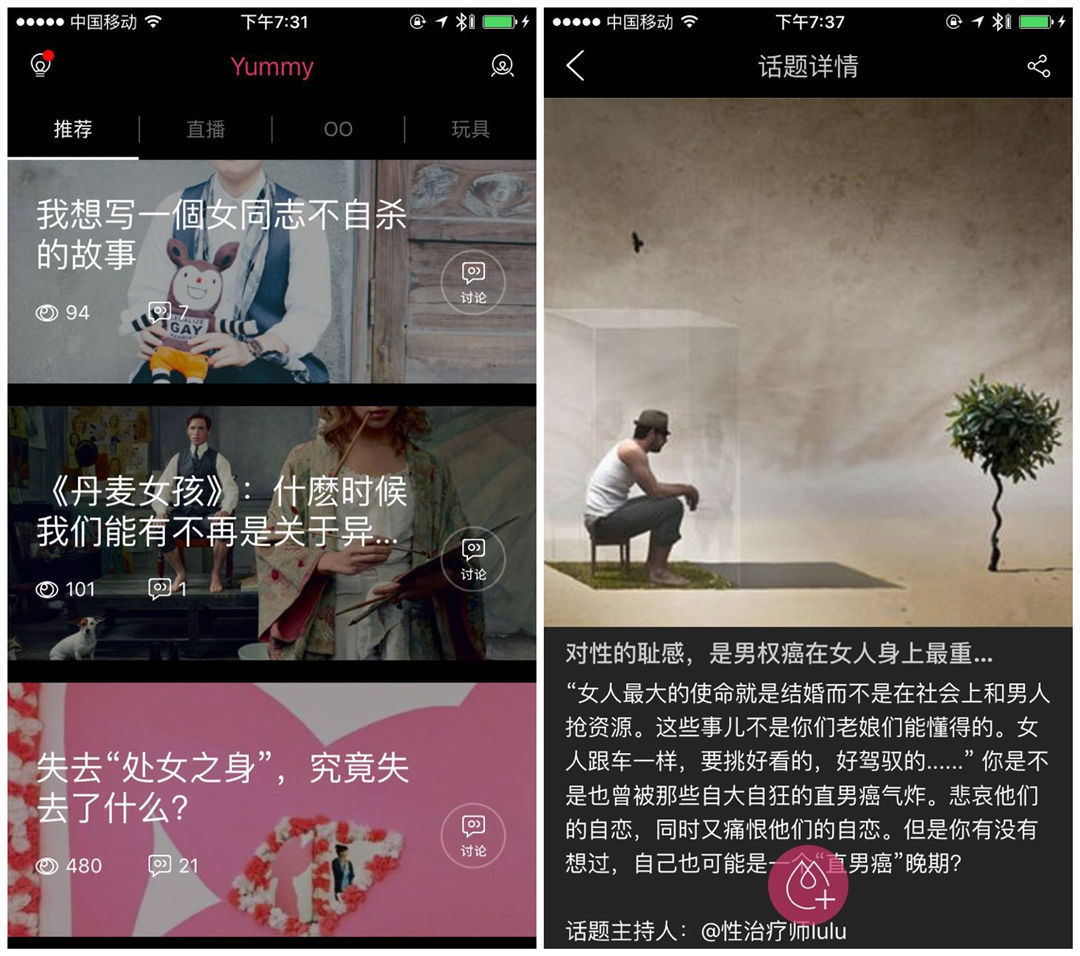 中国移动 下午7:31
Yummy
推荐 直播 OO 玩具
我想写一個女同志不自杀
的故事
94 7
讨论
LEGALIZE
GAY
《丹麦女孩》：什麽时候
我们能有不再是关于异...
101 1
讨论
失去“处女之身”，究竟失
去了什么？
480 21
讨论
中国移动 下午7:37
话题详情
对性的耻感，是男权癌在女人身上最重...
“女人最大的使命就是结婚而不是在社会上和男人
抢资源。这些事儿不是你们老娘们能懂得的。女
人跟车一样，要挑好看的，好驾驭的......” 你是不
是也曾被那些自大自狂的直男癌气炸。悲哀他们
的自恋，同时又痛恨他们的自恋。但是你有没有
想过，自己也可能是一个“直男癌”晚期？
话题主持人：@性治疗师lulu